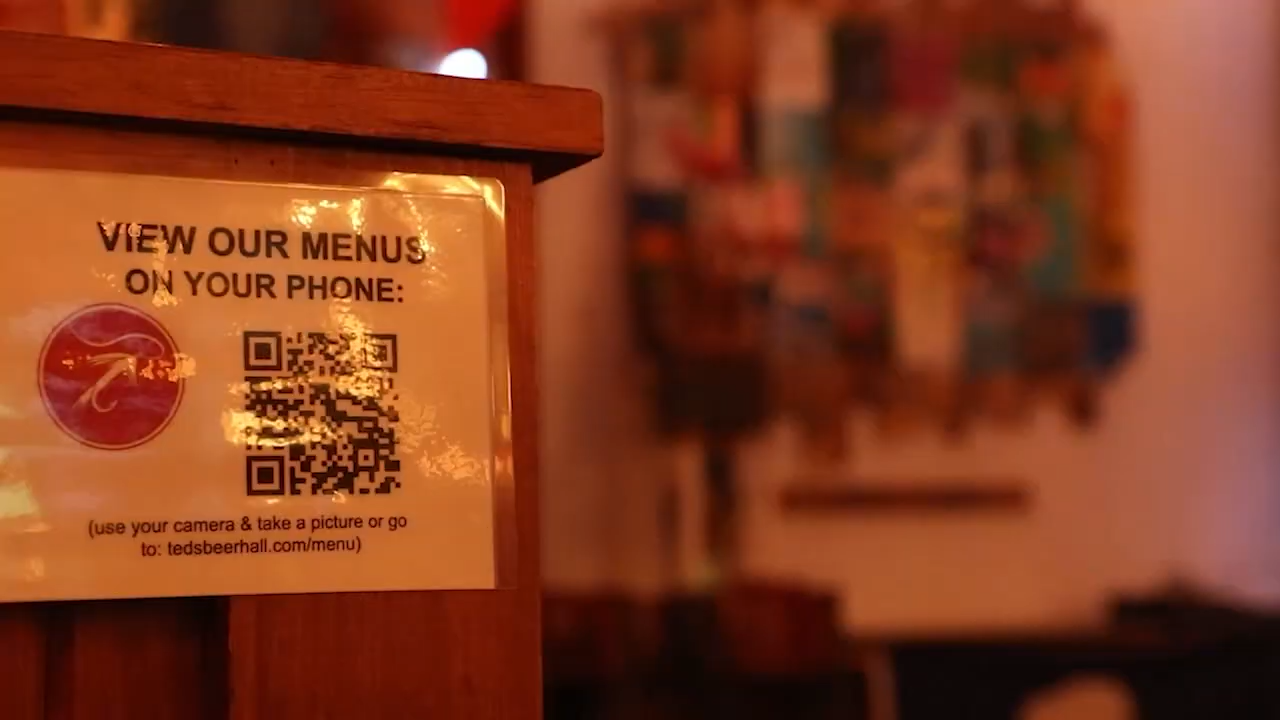 VIEW OUR MENUS
ON YOUR PHONE:
(use your camera & take a picture or go
to: tedsbeerhall.com/menu)